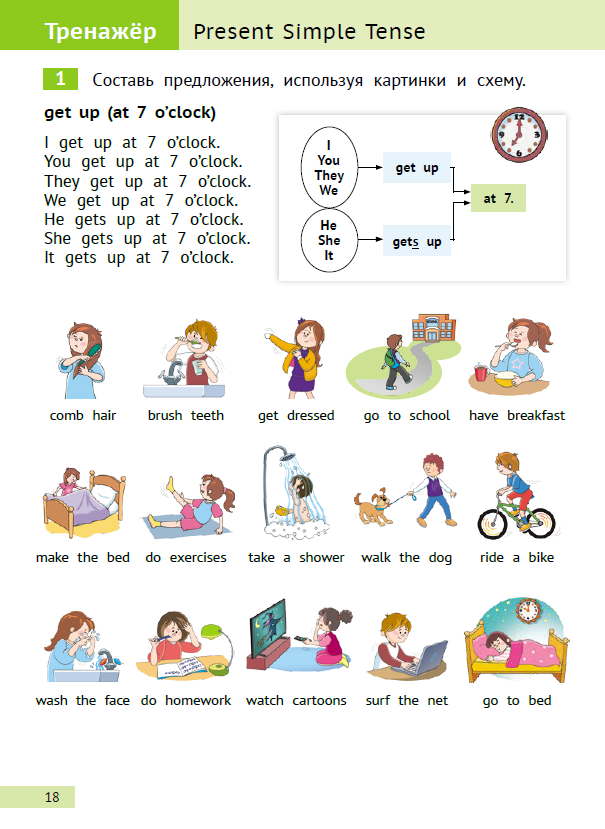 Тренажёр Present Simple Tense
1 Составь предложения, используя картинки и схему.
get up (at 7 o’clock)
I get up at 7 o’clock.
You get up at 7 o’clock.
They get up at 7 o’clock.
We get up at 7 o’clock.
He gets up at 7 o’clock.
She gets up at 7 o’clock.
It gets up at 7 o’clock.
I
You
They
We
get up
He
She
It
gets up
at 7.
12
3
6
9
comb hair brush teeth get dressed go to school have breakfast
make the bed do exercises take a shower walk the dog ride a bike
wash the face do homework watch cartoons surf the net go to bed
18